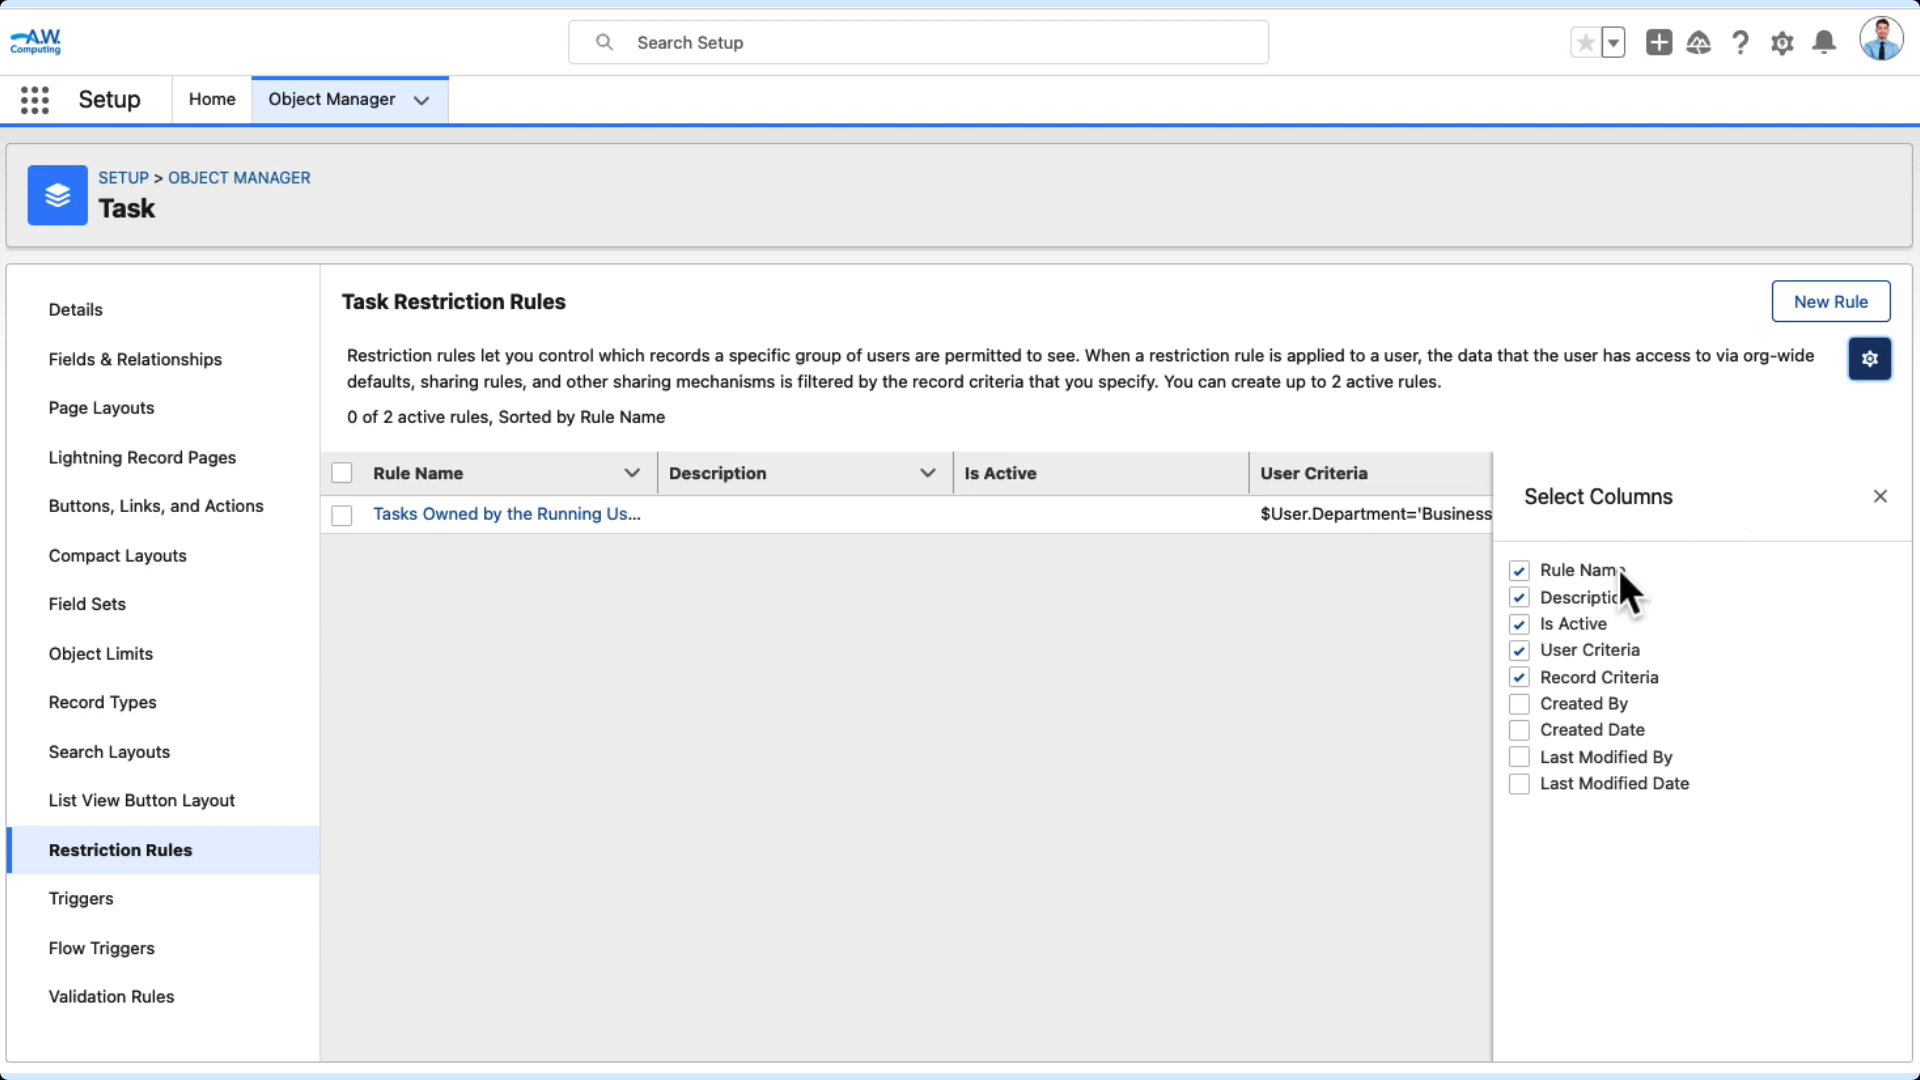 A.W.
Computing
Search Setup
Setup
Home
Object Manager
SETUP > OBJECT MANAGER
Task
Details
Fields & Relationships
Page Layouts
Lightning Record Pages
Buttons, Links, and Actions
Compact Layouts
Field Sets
Object Limits
Record Types
Search Layouts
List View Button Layout
Restriction Rules
Triggers
Flow Triggers
Validation Rules
Task Restriction Rules
New Rule
Restriction rules let you control which records a specific group of users are permitted to see. When a restriction rule is applied to a user, the data that the user has access to via org-wide
defaults, sharing rules, and other sharing mechanisms is filtered by the record criteria that you specify. You can create up to 2 active rules.
0 of 2 active rules, Sorted by Rule Name
Rule Name Description Is Active User Criteria
Tasks Owned by the Running Us... $User.Department='Business
Select Columns
Rule Name
Descriptio
Is Active
User Criteria
Record Criteria
Created By
Created Date
Last Modified By
Last Modified Date